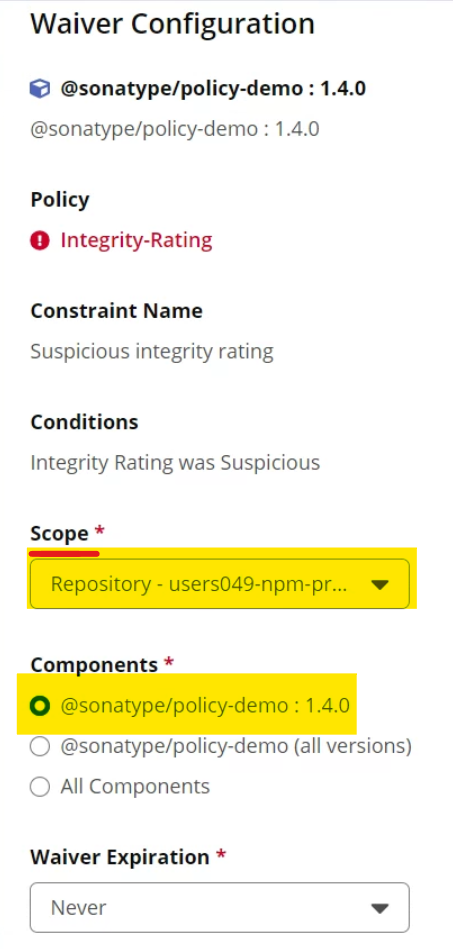 Waiver Configuration
@sonatype/policy-demo : 1.4.0
@sonatype/policy-demo : 1.4.0
Policy
Integrity-Rating
Constraint Name
Suspicious integrity rating
Conditions
Integrity Rating was Suspicious
Scope *
Repository - users049-npm-pr...
Components *
@sonatype/policy-demo : 1.4.0
@sonatype/policy-demo (all versions)
All Components
Waiver Expiration *
Never